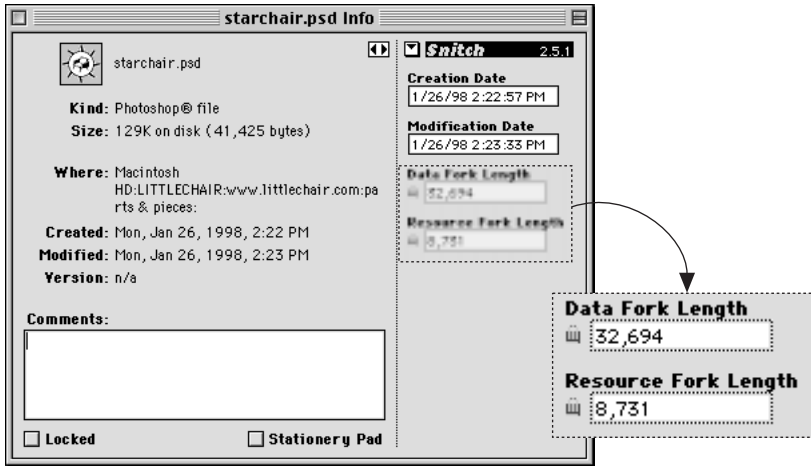 starchair.psd Info
starchair.psd
Kind: Photoshop® file
Size: 129K on disk (41,425 bytes)
Where: Macintosh
HD:LITTLECHAIR:www.littlechair.com:pa
rts & pieces:
Created: Mon, Jan 26, 1998, 2:22 PM
Modified: Mon, Jan 26, 1998, 2:23 PM
Version: n/a
Comments:
Locked
Stationery Pad
Snitch 2.5.1
Creation Date
1/26/98 2:22:57 PM
Modification Date
1/26/98 2:23:33 PM
Data Fork Length
32,694
Resource Fork Length
8,731
Data Fork Length
32,694
Resource Fork Length
8,731